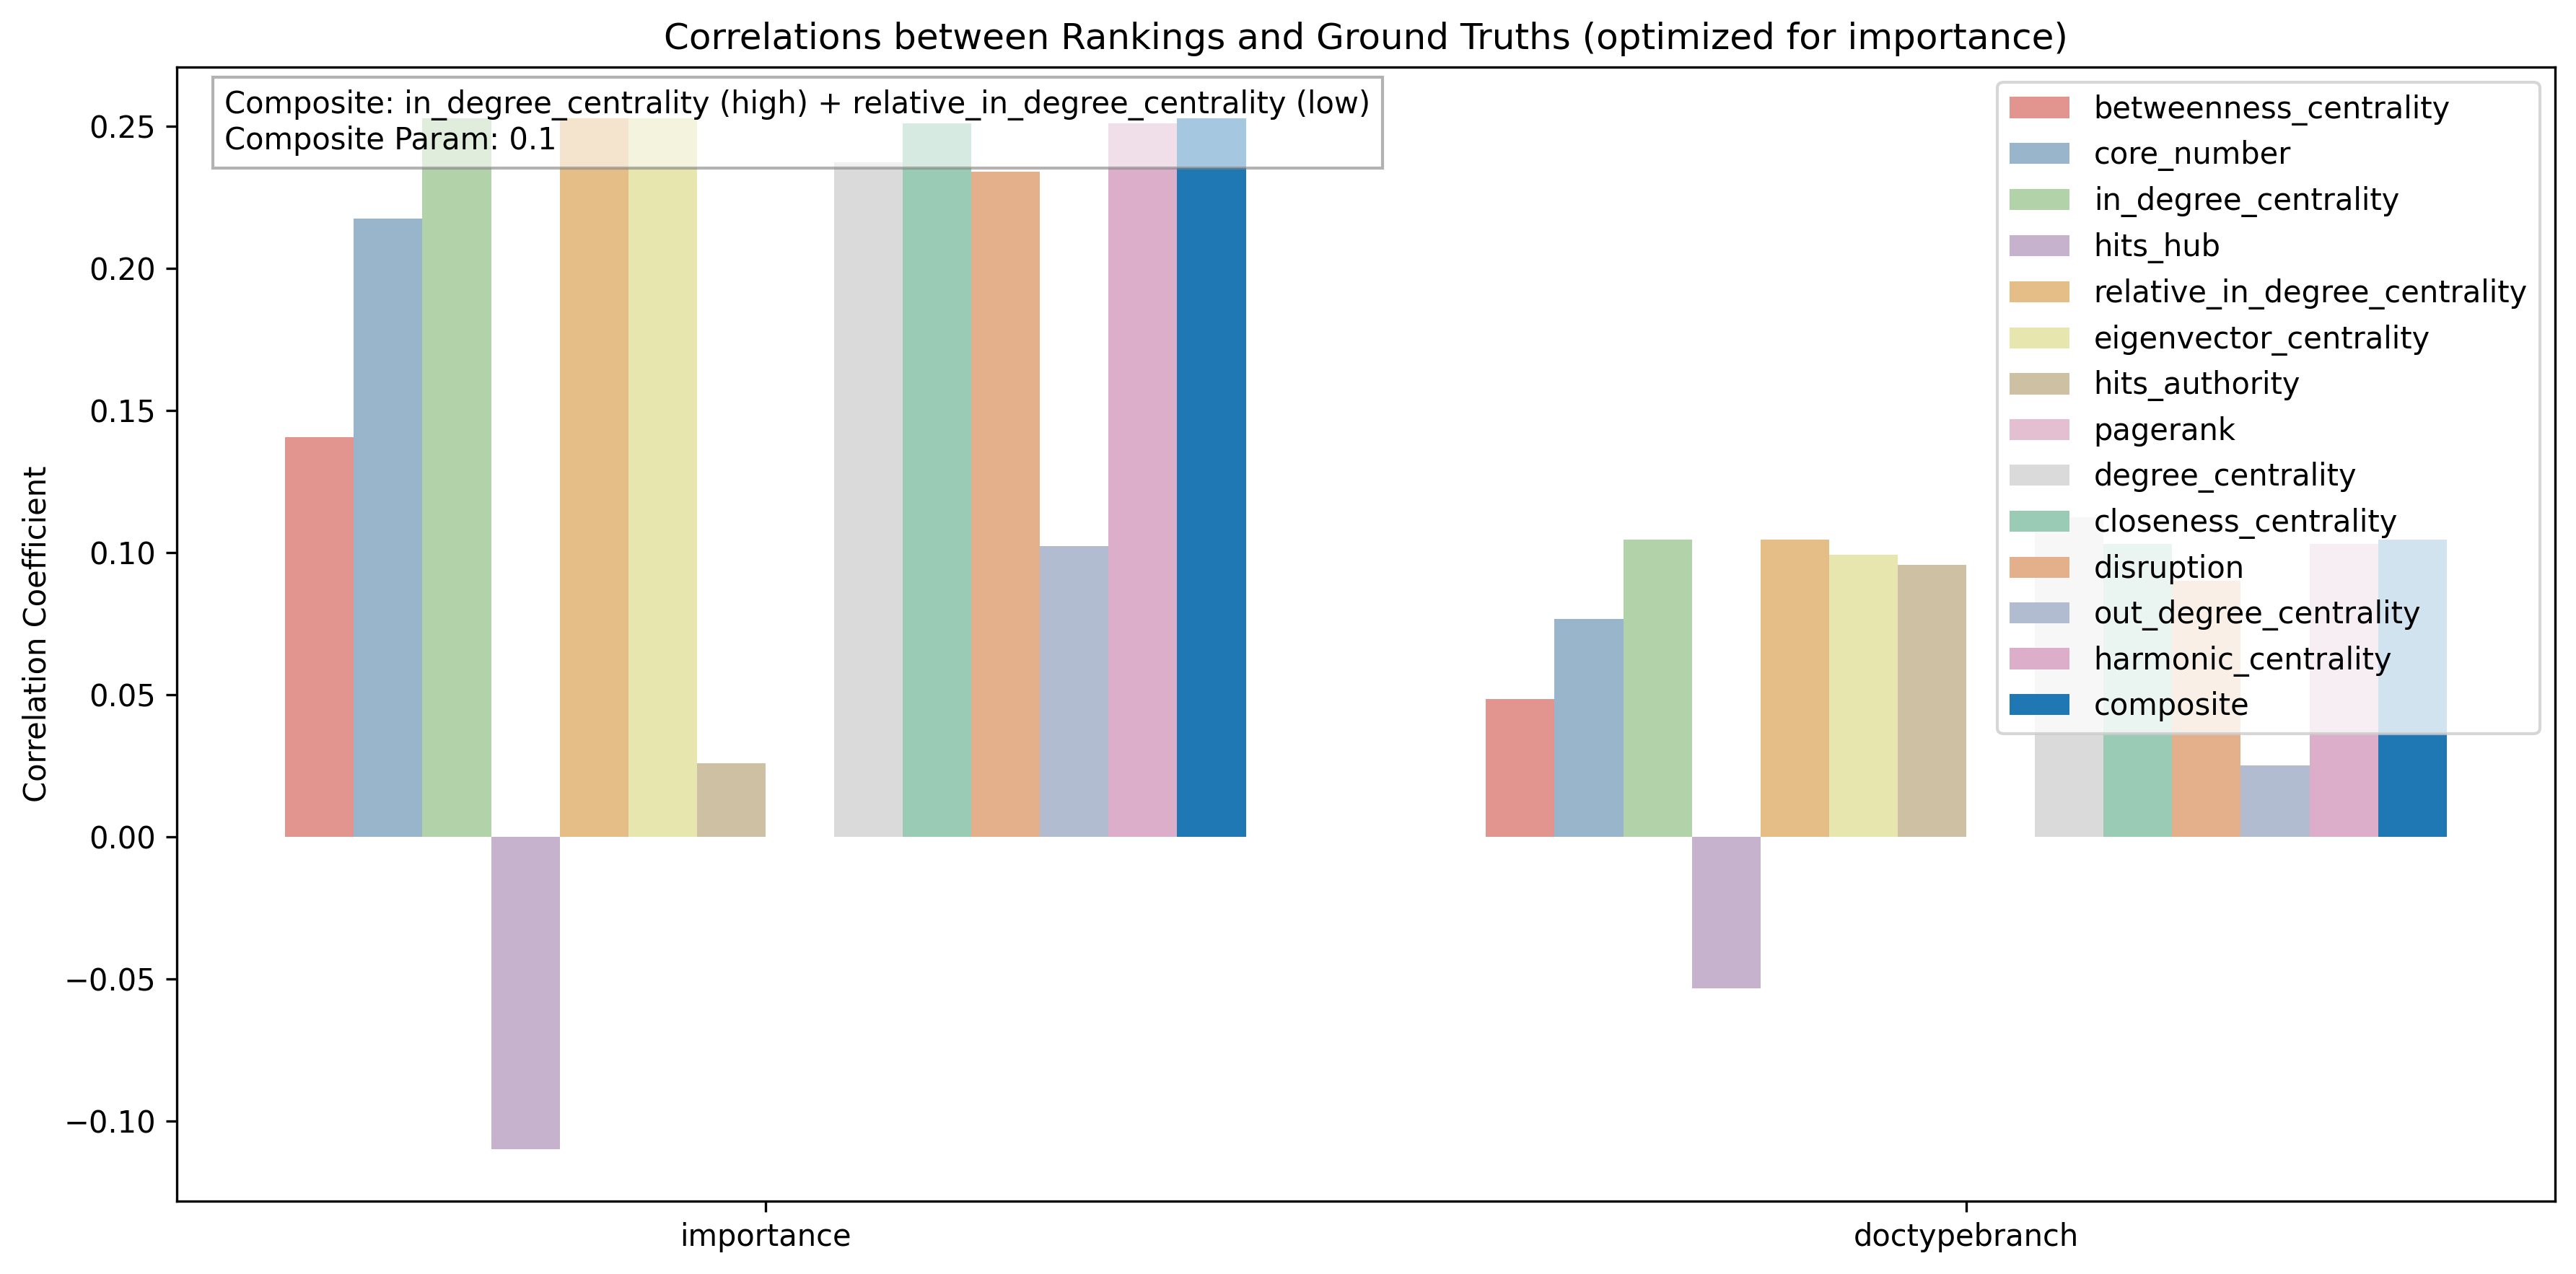 Correlations between Rankings and Ground Truths (optimized for importance)
Composite: in_degree_centrality (high) + relative_in_degree_centrality (low)
Composite Param: 0.1
betweenness_centrality
core_number
in_degree_centrality
hits_hub
relative_in_degree_centrality
eigenvector_centrality
hits_authority
pagerank
degree_centrality
closeness_centrality
disruption
out_degree_centrality
harmonic_centrality
composite
Correlation Coefficient
0.25
0.20
0.15
0.10
0.05
0.00
−0.05
−0.10
importance
doctypebranch